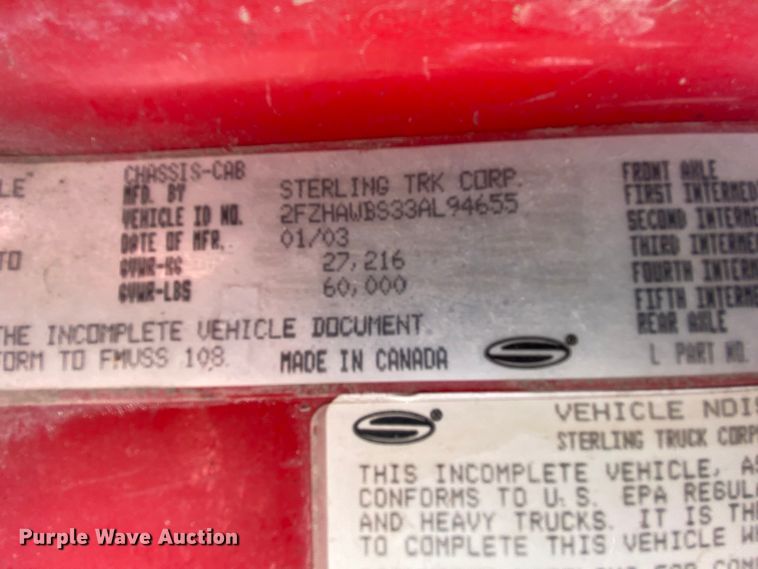 CHASSIS-CAB
LE
MFD. BY STERLING TRK CORP.
VEHICLE ID NO. 2FZHAWBS33AL94655
DATE OF MFR. 01/03
TO
GVWR-KG 27,216
GVWR-LBS 60,000
FRONT AXLE
FIRST INTERMED
SECOND INTERMED
THIRD INTERMED
FOURTH INTERM
FIFTH INTERME
REAR AXLE
THE INCOMPLETE VEHICLE DOCUMENT.
FORM TO FMVSS 108. MADE IN CANADA S® L PART NO.
S® VEHICLE NOIS
STERLING TRUCK CORP
THIS INCOMPLETE VEHICLE, AS
CONFORMS TO U.S. EPA REGULA
AND HEAVY TRUCKS. IT IS THE
TO COMPLETE THIS VEHICLE WH
Purple Wave Auction